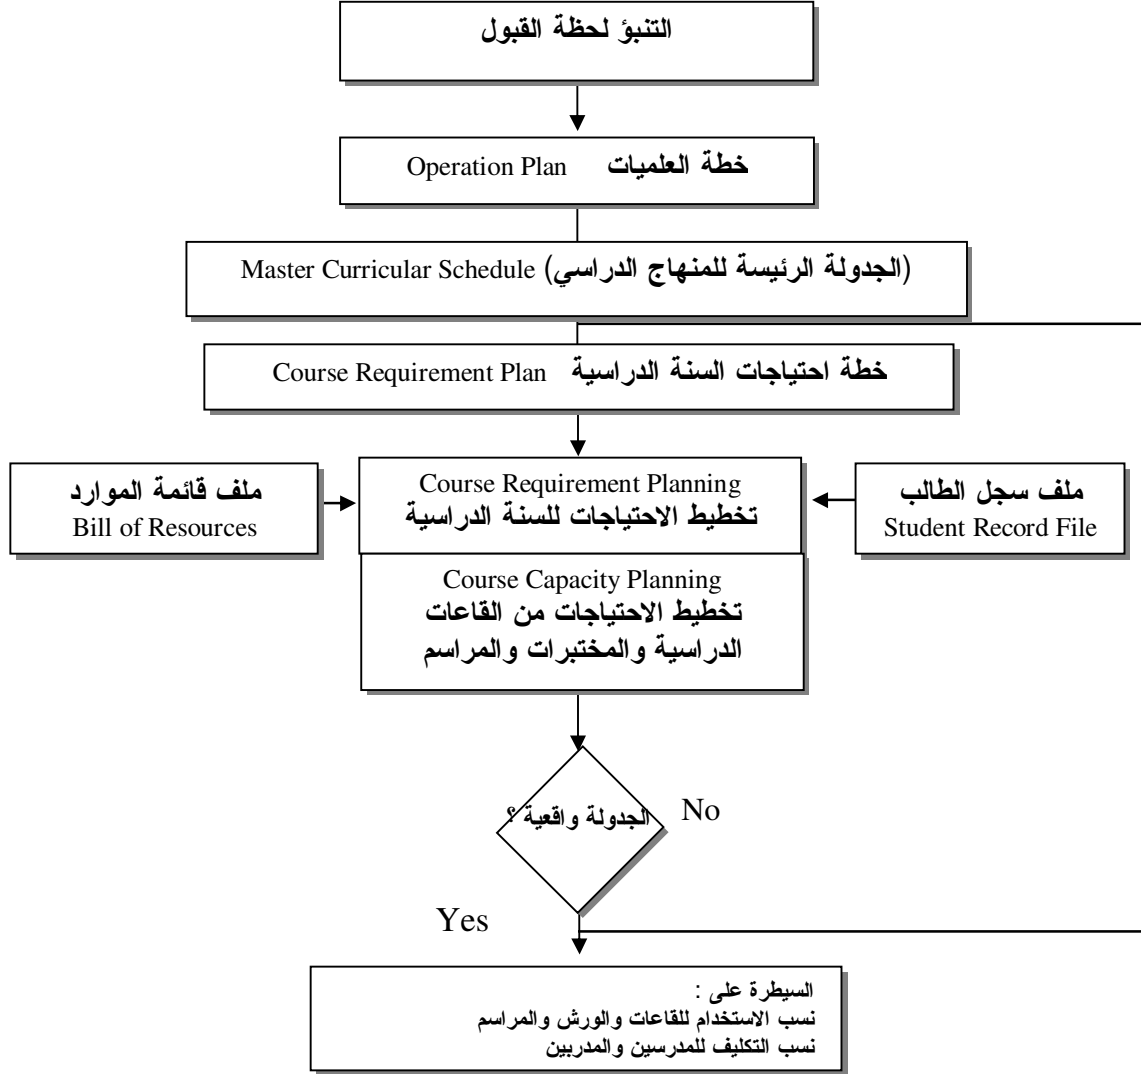 التنبؤ لحظة القبول
Operation Plan خطة العلميات
Master Curricular Schedule (الجدولة الرئيسة للمنهاج الدراسي)
Course Requirement Plan خطة احتياجات السنة الدراسية
ملف قائمة الموارد
Bill of Resources
Course Requirement Planning
تخطيط الاحتياجات للسنة الدراسية
ملف سجل الطالب
Student Record File
Course Capacity Planning
تخطيط الاحتياجات من القاعات
الدراسية والمختبرات والمراسم
الجدولة واقعية ؟
No
Yes
السيطرة على :
نسب الاستخدام للقاعات والورش والمراسم
نسب التكليف للمدرسين والمدربين